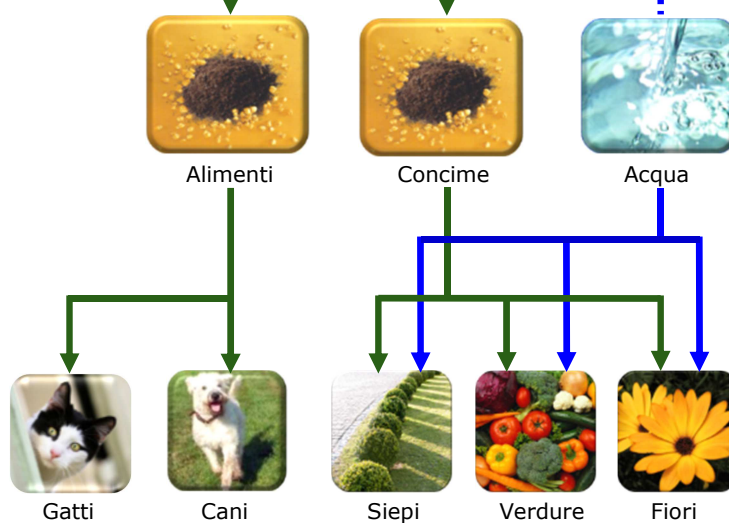 Alimenti
Concime
Acqua
Gatti
Cani
Siepi
Verdure
Fiori